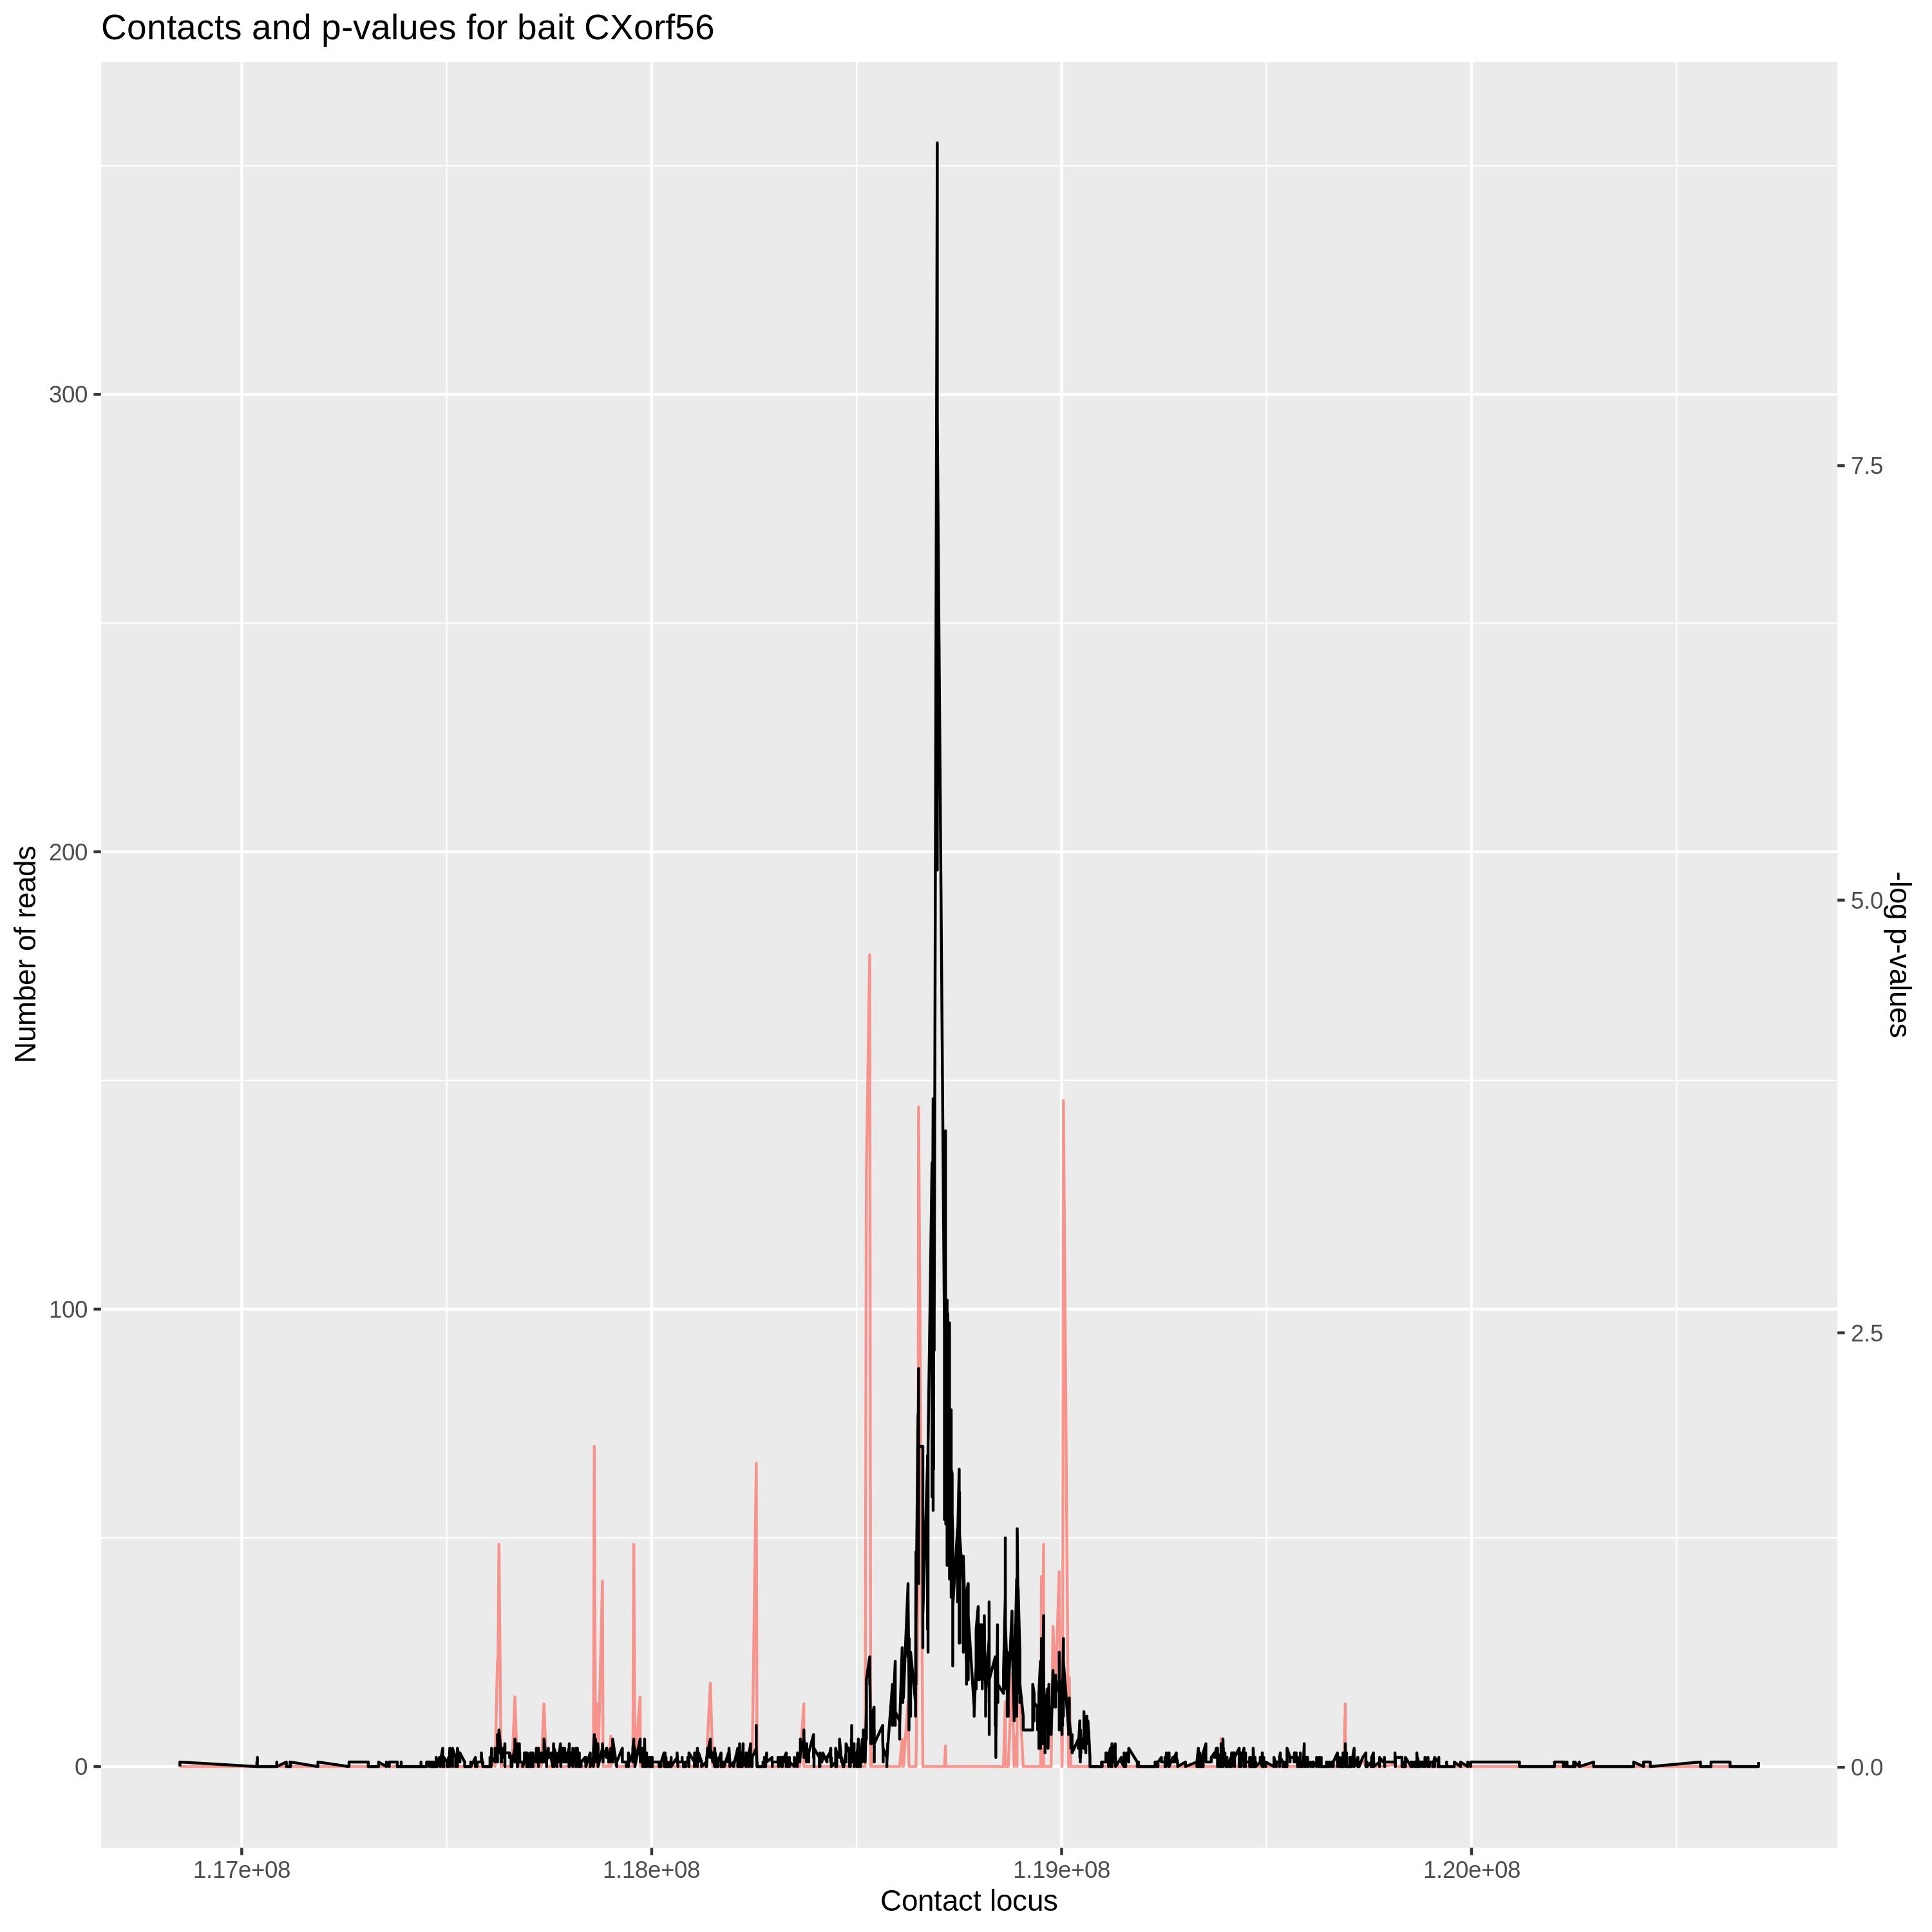 Contacts and p-values for bait CXorf56
Number of reads
300
200
100
0
7.5
5.0
2.5
0.0
-log p-values
1.17e+08
1.18e+08
1.19e+08
1.20e+08
Contact locus